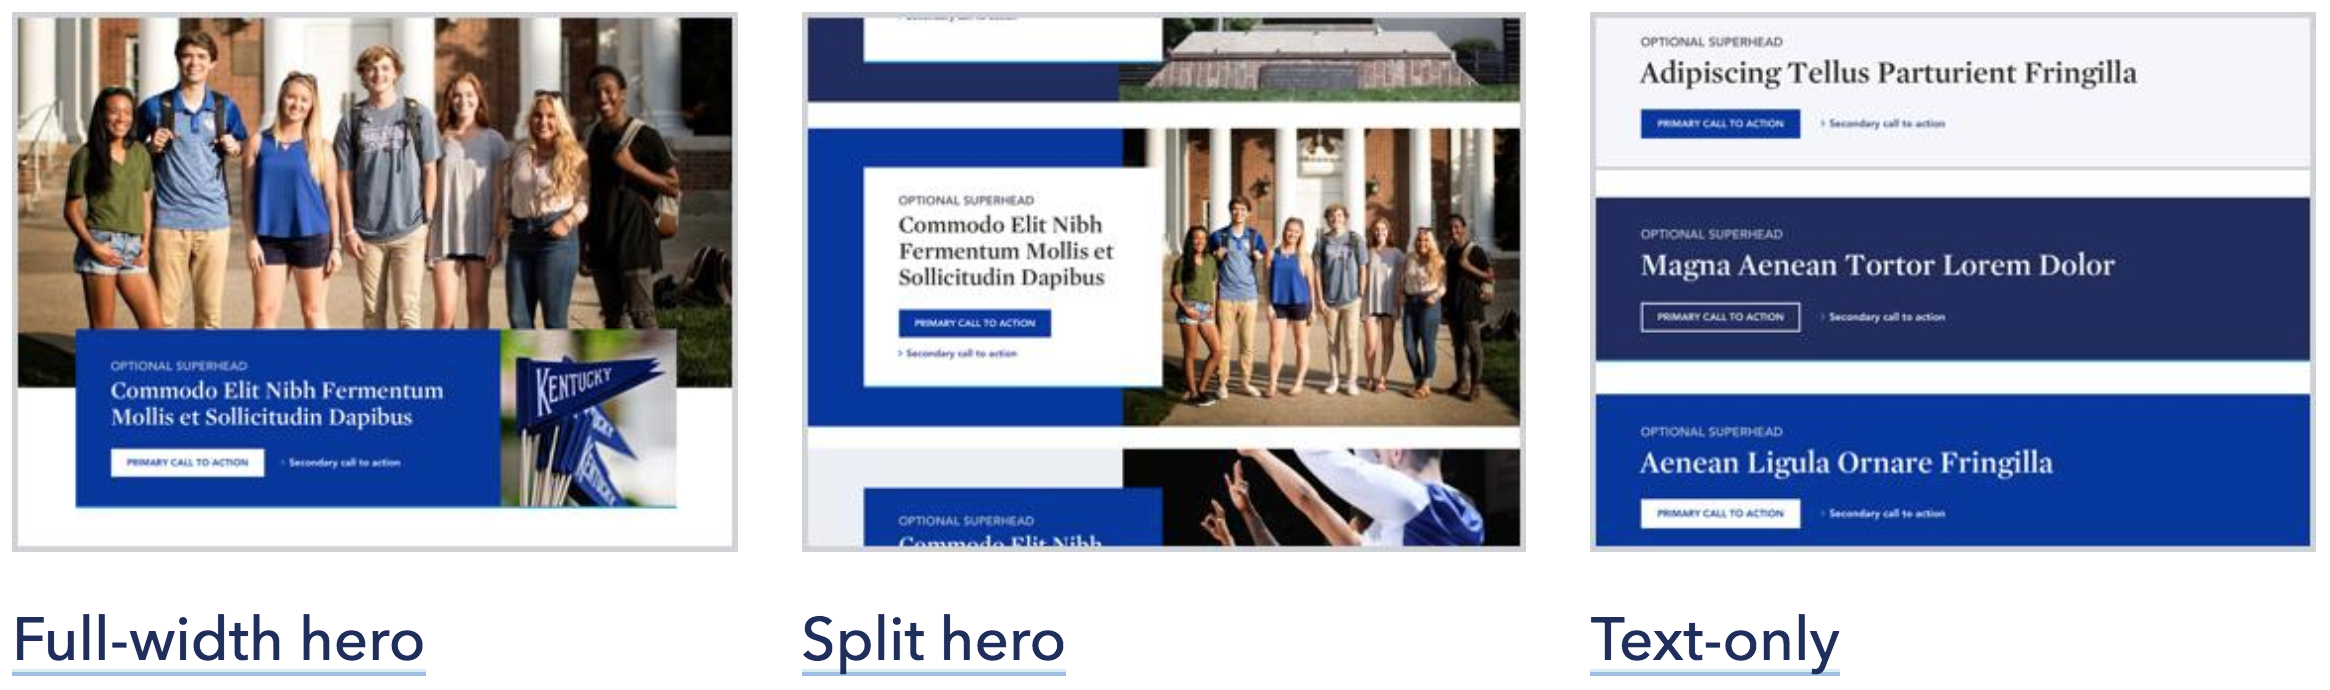 OPTIONAL SUPERHEAD
Commodo Elit Nibh Fermentum
Mollis et Sollicitudin Dapibus
PRIMARY CALL TO ACTION
› Secondary call to action
KENTUCKY
Full-width hero
OPTIONAL SUPERHEAD
Commodo Elit Nibh
Fermentum Mollis et
Sollicitudin Dapibus
PRIMARY CALL TO ACTION
› Secondary call to action
OPTIONAL SUPERHEAD
Commodo Elit Nibh
Split hero
OPTIONAL SUPERHEAD
Adipiscing Tellus Parturient Fringilla
PRIMARY CALL TO ACTION
› Secondary call to action
OPTIONAL SUPERHEAD
Magna Aenean Tortor Lorem Dolor
PRIMARY CALL TO ACTION
› Secondary call to action
OPTIONAL SUPERHEAD
Aenean Ligula Ornare Fringilla
PRIMARY CALL TO ACTION
› Secondary call to action
Text-only